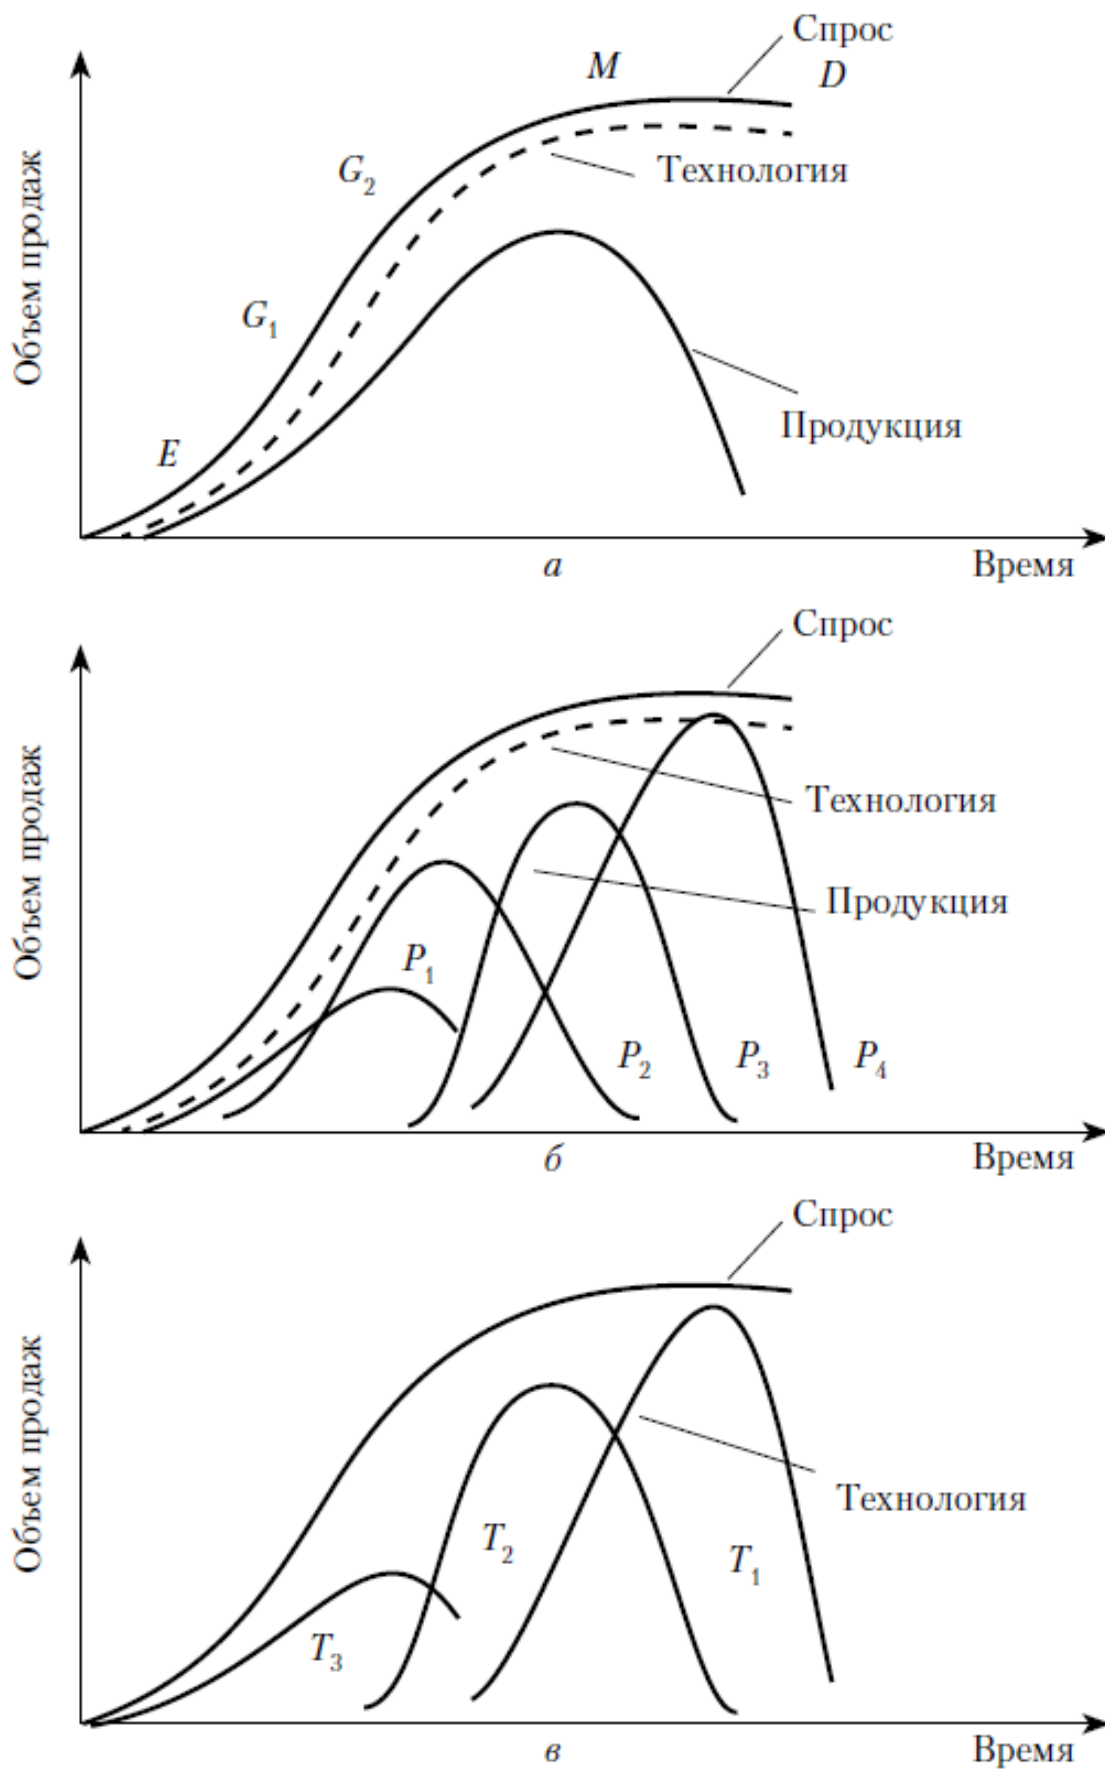 Спрос
M
D
G2
Технология
G1
Продукция
E
Объем продаж
а
Время
Спрос
Технология
Продукция
P1
P2
P3
P4
Объем продаж
б
Время
Спрос
Технология
T2
T1
T3
Объем продаж
в
Время